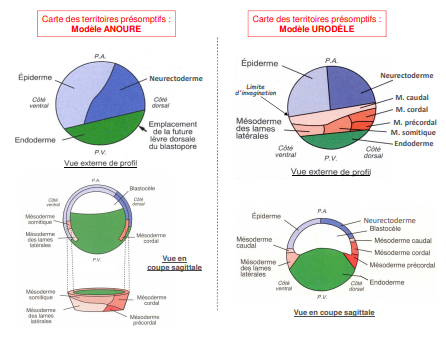 Carte des territoires présomptifs :
Modèle ANOURE
P.A.
Épiderme
Neurectoderme
Côté
ventral
Côté
dorsal
Endoderme
Emplacement
de la future
lèvre dorsale
du blastopore
P.V.
Vue externe de profil
P.A.
Côté
ventral
Blastocèle
Côté
dorsal
Mésoderme
somitique
Mésoderme
des lames
latérales
Mésoderme
cordal
P.V.
Vue en
coupe sagittale
Mésoderme
somitique
Mésoderme
des lames
latérales
Mésoderme
cordal
Mésoderme
précordal
Carte des territoires présomptifs :
Modèle URODÈLE
P.A.
Épiderme
Neurectoderme
Limite
d'invagination
M. caudal
M. cordal
M. précordal
M. somitique
Endoderme
Mésoderme
des lames
latérales
Côté
ventral
P.V.
Côté
dorsal
Vue externe de profil
P.A.
Épiderme
Neurectoderme
Blastocèle
Mésoderme caudal
Mésoderme cordal
Mésoderme précordal
Endoderme
Mésoderme
caudal
Mésoderme
des lames
latérales
Côté
ventral
P.V.
Côté
dorsal
Vue en coupe sagittale